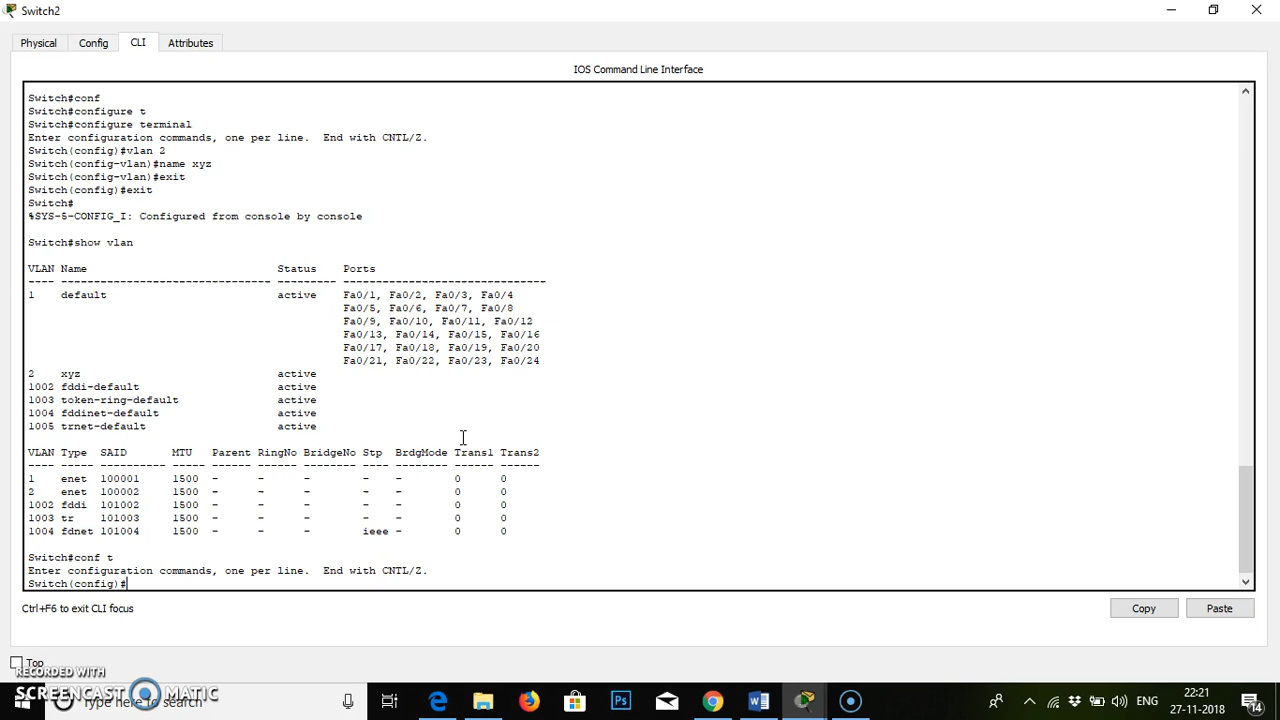 Switch2
Physical Config CLI Attributes
IOS Command Line Interface
Switch#conf
Switch#configure t
Switch#configure terminal
Enter configuration commands, one per line.  End with CNTL/Z.
Switch(config)#vlan 2
Switch(config-vlan)#name xyz
Switch(config-vlan)#exit
Switch(config)#exit
Switch#
%SYS-5-CONFIG_I: Configured from console by console
Switch#show vlan
VLAN Name                             Status    Ports
---- -------------------------------- --------- -------------------------------
1    default                          active    Fa0/1, Fa0/2, Fa0/3, Fa0/4
Fa0/5, Fa0/6, Fa0/7, Fa0/8
Fa0/9, Fa0/10, Fa0/11, Fa0/12
Fa0/13, Fa0/14, Fa0/15, Fa0/16
Fa0/17, Fa0/18, Fa0/19, Fa0/20
Fa0/21, Fa0/22, Fa0/23, Fa0/24
2    xyz                              active
1002 fddi-default                     active
1003 token-ring-default               active
1004 fddinet-default                  active
1005 trnet-default                    active
VLAN Type  SAID       MTU   Parent RingNo BridgeNo Stp  BrdgMode Trans1 Trans2
---- ----- ---------- ----- ------ ------ -------- ---- -------- ------ ------
1    enet  100001     1500  -      -      -        -    -        0      0
2    enet  100002     1500  -      -      -        -    -        0      0
1002 fddi  101002     1500  -      -      -        -    -        0      0
1003 tr    101003     1500  -      -      -        -    -        0      0
1004 fdnet 101004     1500  -      -      -        ieee -        0      0
Switch#conf t
Enter configuration commands, one per line.  End with CNTL/Z.
Switch(config)#
Ctrl+F6 to exit CLI focus
Copy Paste
Top
RECORDED WITH
SCREENCAST MATIC
Type here to search
Ps
W
ENG
22:21
27-11-2018
14